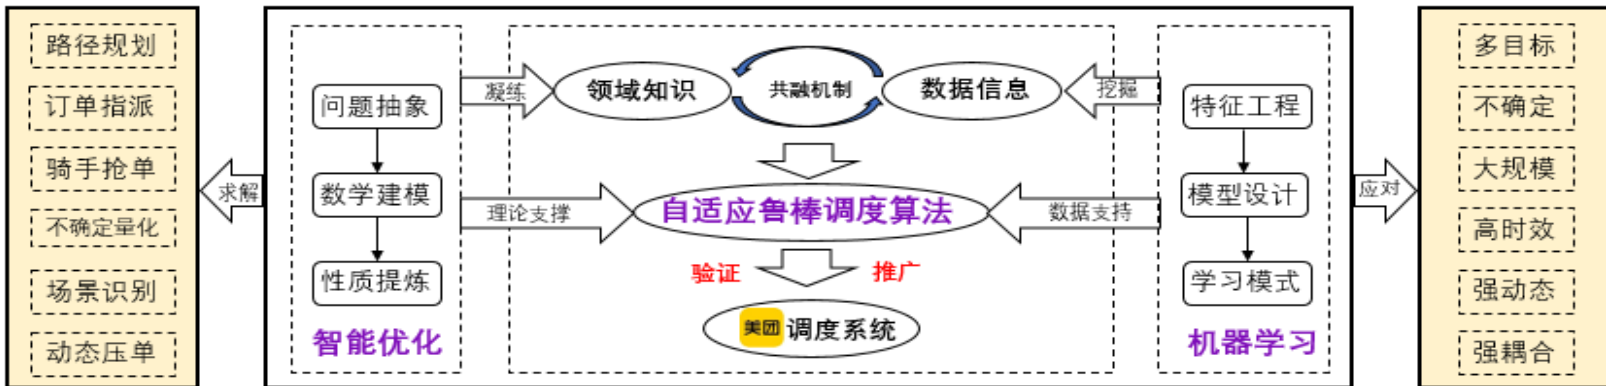 路径规划
订单指派
骑手抢单
不确定量化
场景识别
动态压单
求解
问题抽象
数学建模
性质提炼
智能优化
凝练
领域知识
共融机制
数据信息
挖掘
理论支撑
自适应鲁棒调度算法
数据支持
验证
推广
美团 调度系统
特征工程
模型设计
学习模式
机器学习
应对
多目标
不确定
大规模
高时效
强动态
强耦合